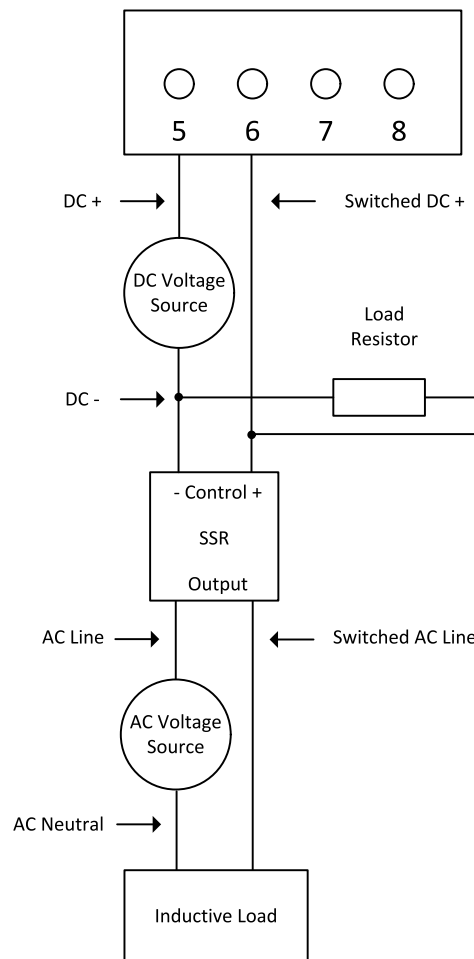 5 6 7 8
DC +
Switched DC +
DC Voltage
Source
Load
Resistor
DC -
- Control +
SSR
Output
AC Line
Switched AC Line
AC Voltage
Source
AC Neutral
Inductive Load